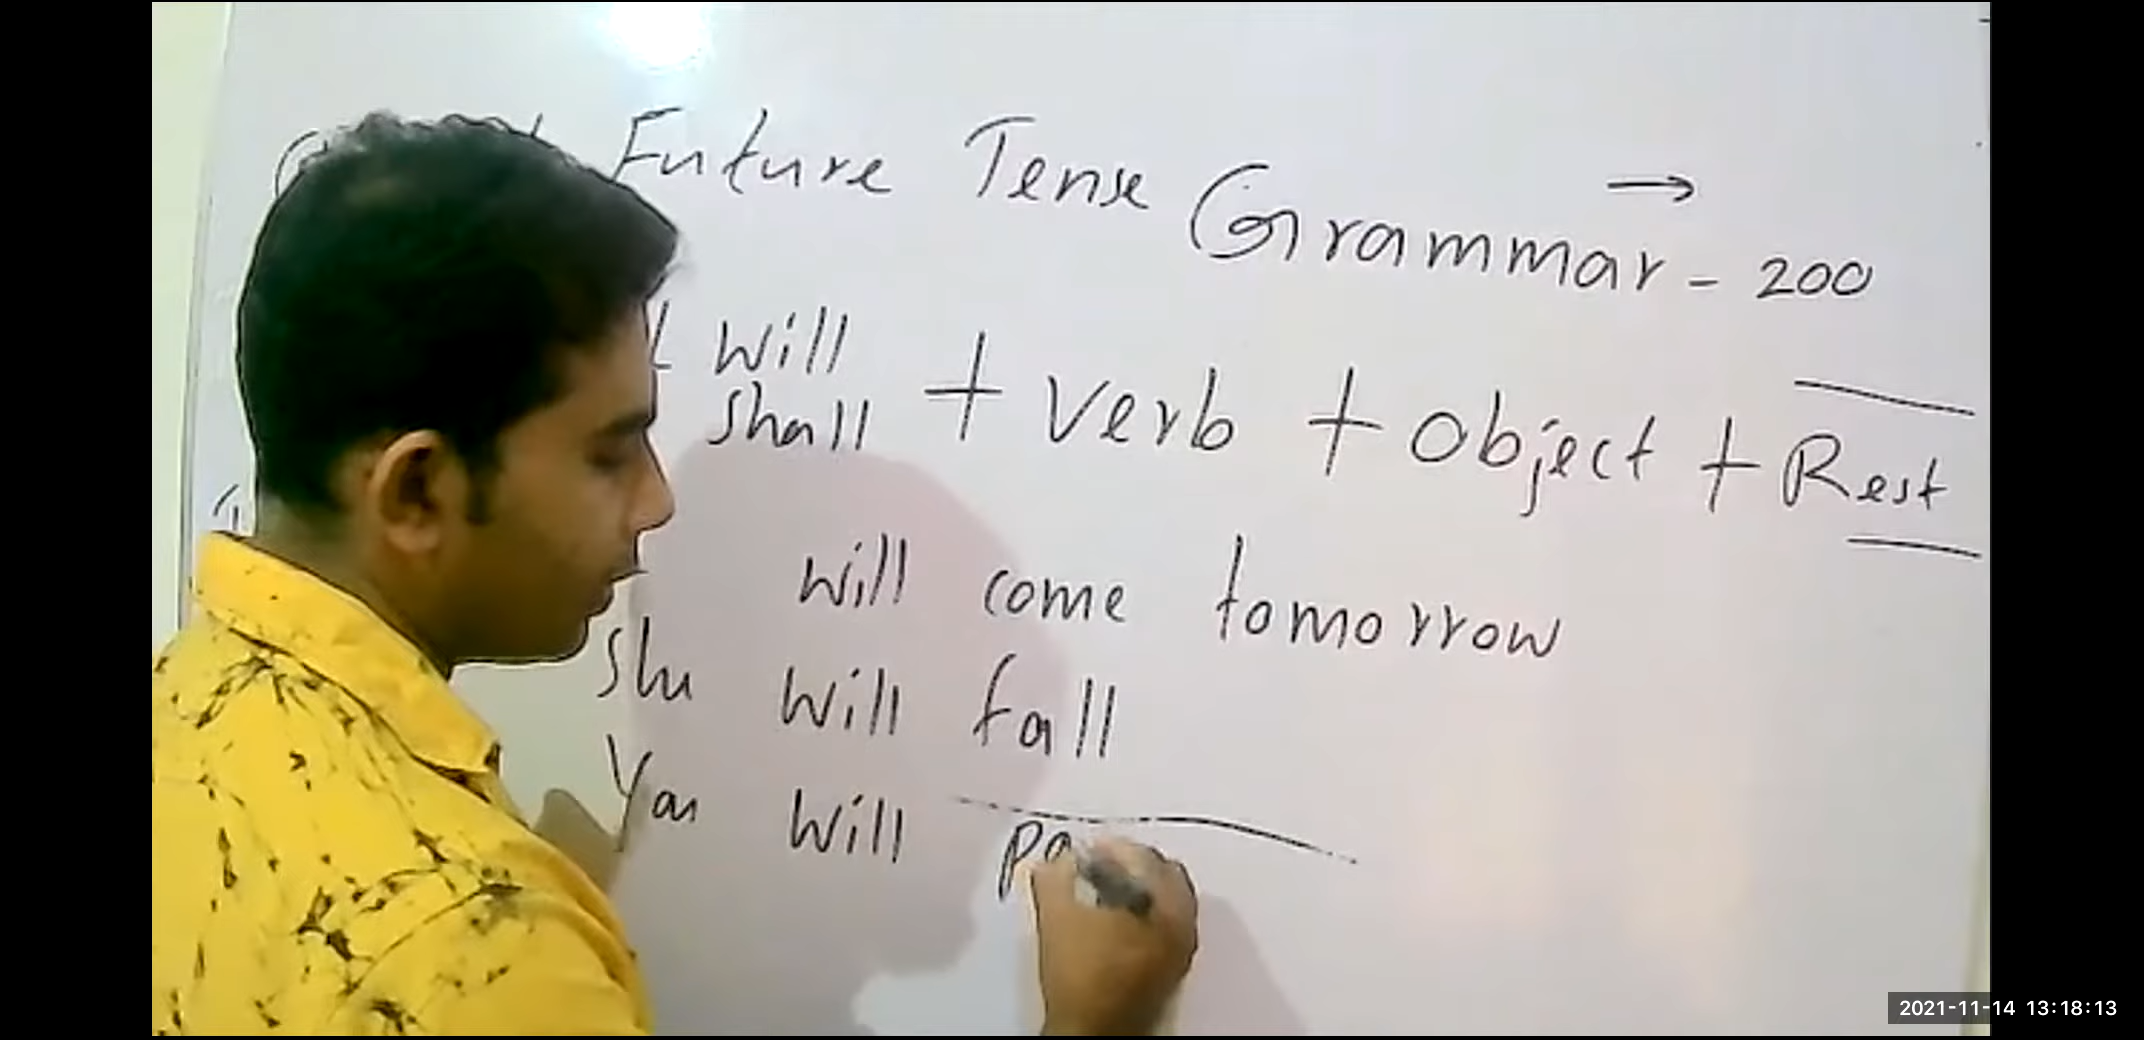 Future Tense
Grammar - 200 →
will
shall + verb + object + Rest
will come tomorrow
She will fall
You will pa
2021-11-14 13:18:13